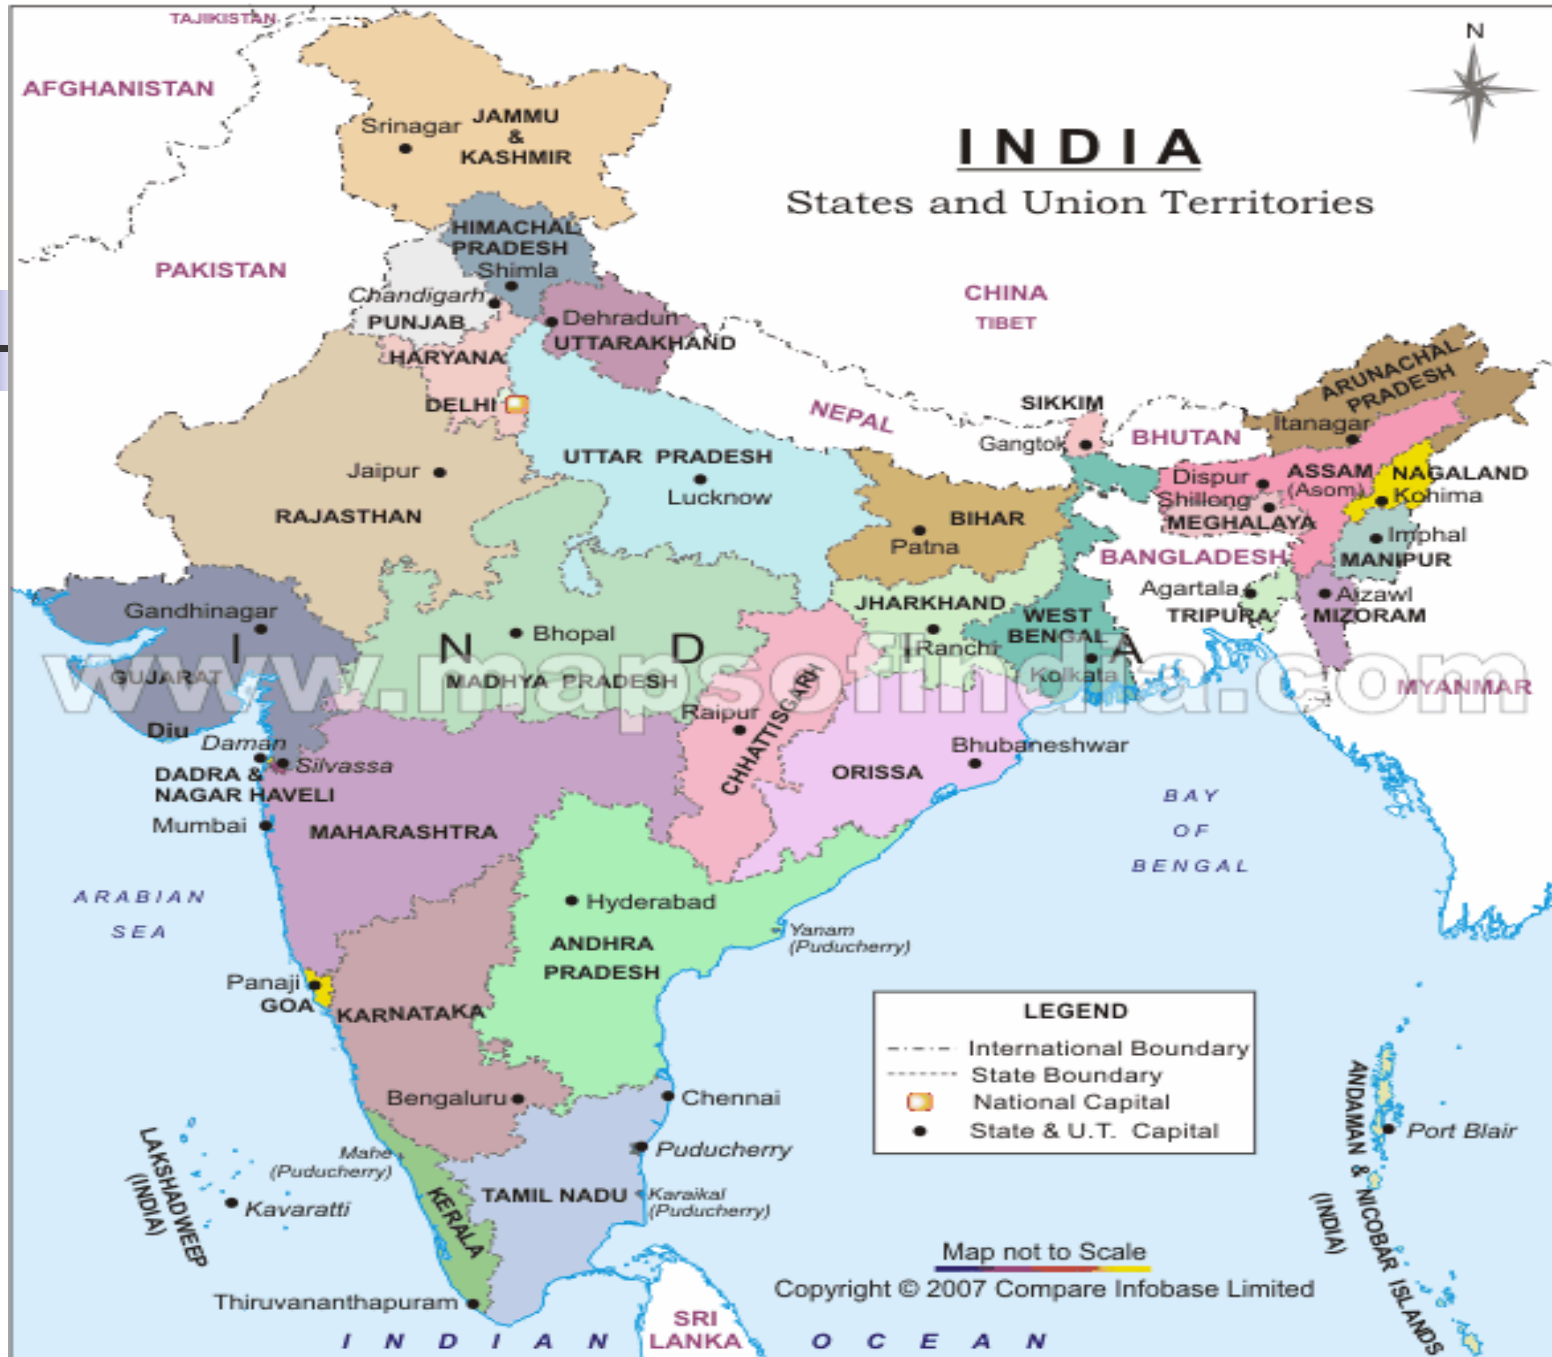 TAJIKISTAN
AFGHANISTAN
N
JAMMU
&
KASHMIR
Srinagar
INDIA
States and Union Territories
HIMACHAL
PRADESH
Shimla
PAKISTAN
Chandigarh
PUNJAB
CHINA
TIBET
Dehradun
UTTARAKHAND
HARYANA
DELHI
NEPAL
SIKKIM
Gangtok
BHUTAN
ARUNACHAL
PRADESH
Itanagar
UTTAR PRADESH
Lucknow
Jaipur
RAJASTHAN
Dispur
ASSAM
(Asom)
NAGALAND
Kohima
Shillong
MEGHALAYA
BIHAR
Patna
Imphal
MANIPUR
BANGLADESH
Agartala
TRIPURA
Aizawl
MIZORAM
Gandhinagar
GUJARAT
JHARKHAND
Ranchi
WEST
BENGAL
Kolkata
Bhopal
MADHYA PRADESH
I N D I A
www.mapsofindia.com
MYANMAR
Diu
Daman
Silvassa
DADRA &
NAGAR HAVELI
Mumbai
MAHARASHTRA
Raipur
CHHATTISGARH
Bhubaneshwar
ORISSA
BAY
OF
BENGAL
ARABIAN
SEA
Hyderabad
ANDHRA
PRADESH
Yanam
(Puducherry)
Panaji
GOA
KARNATAKA
Bengaluru
Chennai
LEGEND
International Boundary
State Boundary
National Capital
State & U.T. Capital
Mahe
(Puducherry)
Puducherry
KERALA
TAMIL NADU
Karaikal
(Puducherry)
LAKSHADWEEP
(INDIA)
Kavaratti
Port Blair
ANDAMAN & NICOBAR ISLANDS
(INDIA)
Thiruvananthapuram
Map not to Scale
Copyright © 2007 Compare Infobase Limited
SRI
LANKA
INDIAN OCEAN